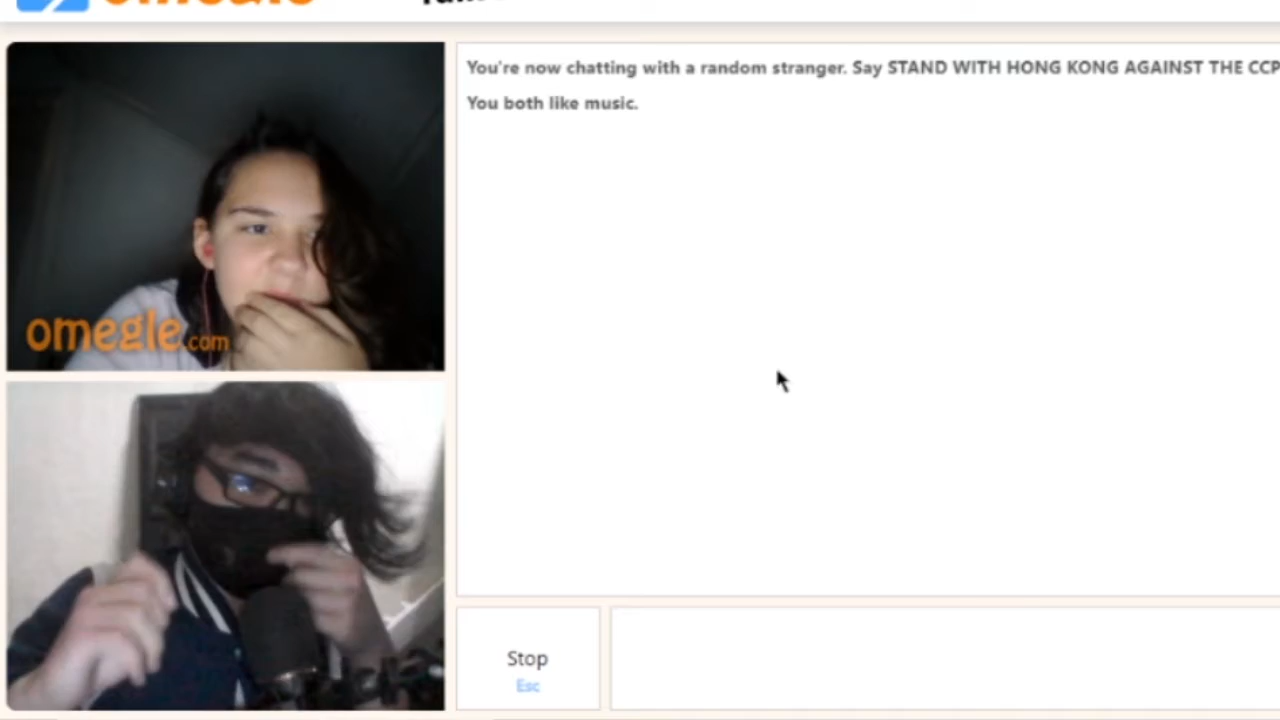 You're now chatting with a random stranger. Say STAND WITH HONG KONG AGAINST THE CCP
You both like music.
omegle.com
Stop
Esc